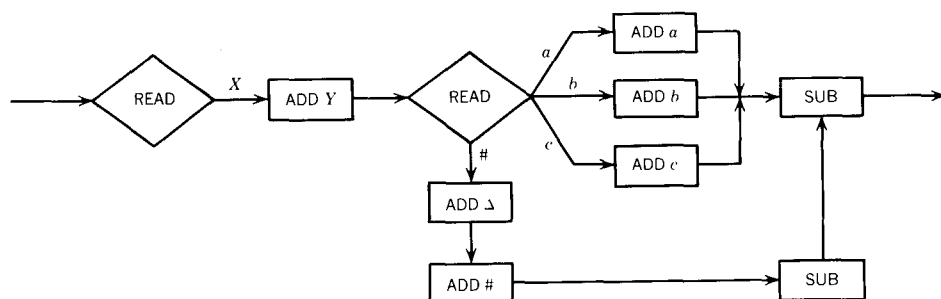 READ
X
ADD Y
READ
a
ADD a
b
ADD b
c
ADD c
SUB
#
ADD Δ
ADD #
SUB